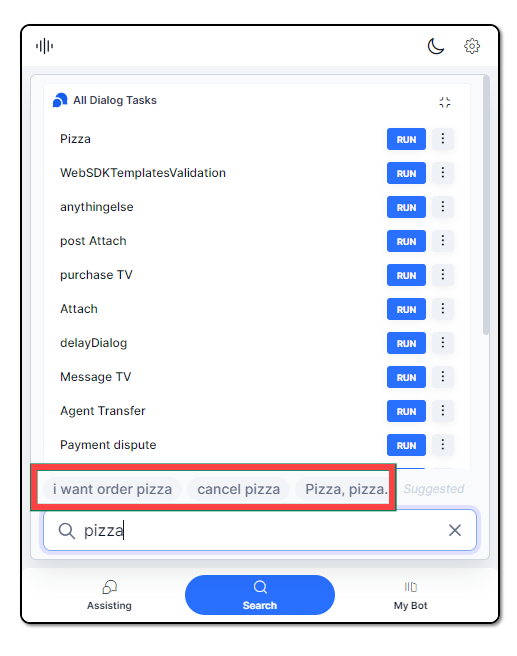 All Dialog Tasks
Pizza RUN
WebSDKTemplatesValidation RUN
anythingelse RUN
post Attach RUN
purchase TV RUN
Attach RUN
delayDialog RUN
Message TV RUN
Agent Transfer RUN
Payment dispute RUN
i want order pizza cancel pizza Pizza, pizza. Suggested
pizza
Assisting Search My Bot